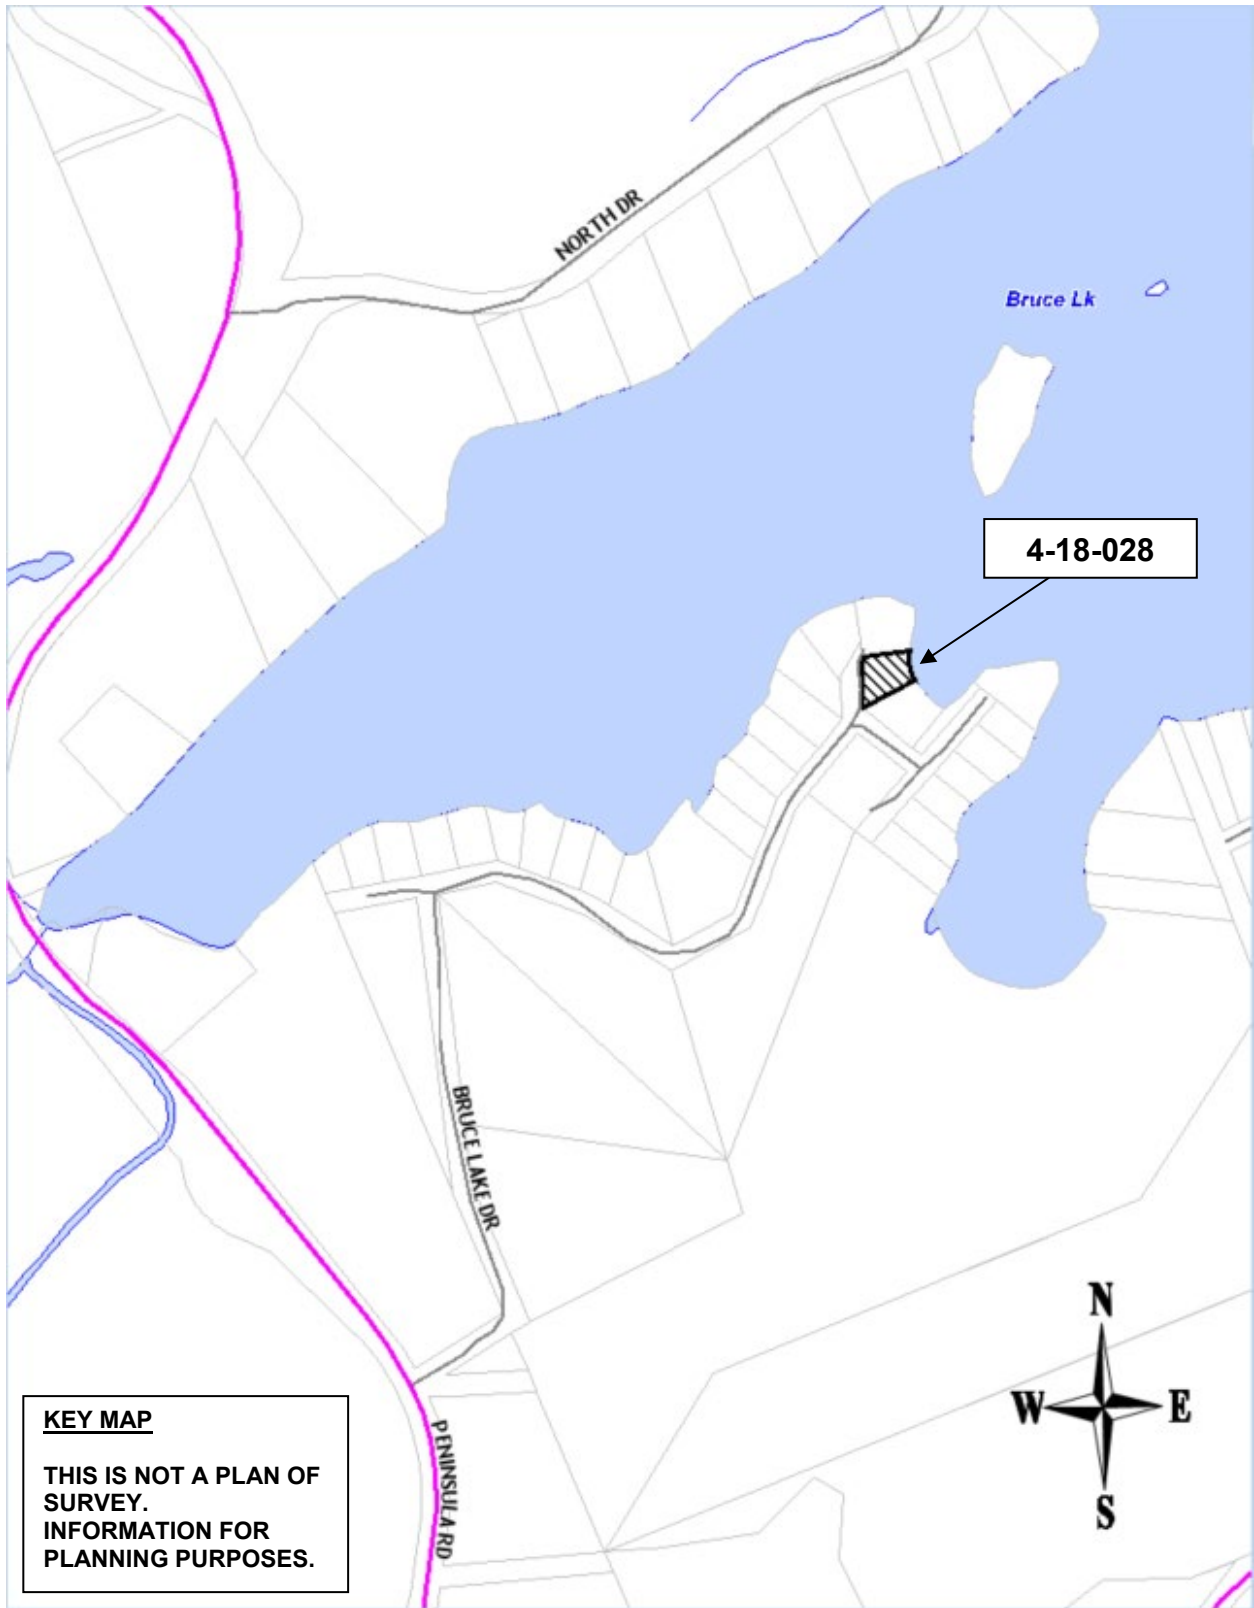 NORTH DR
Bruce Lk
4-18-028
BRUCE LAKE DR
PENINSULA RD
N
W
E
S
KEY MAP
THIS IS NOT A PLAN OF
SURVEY.
INFORMATION FOR
PLANNING PURPOSES.